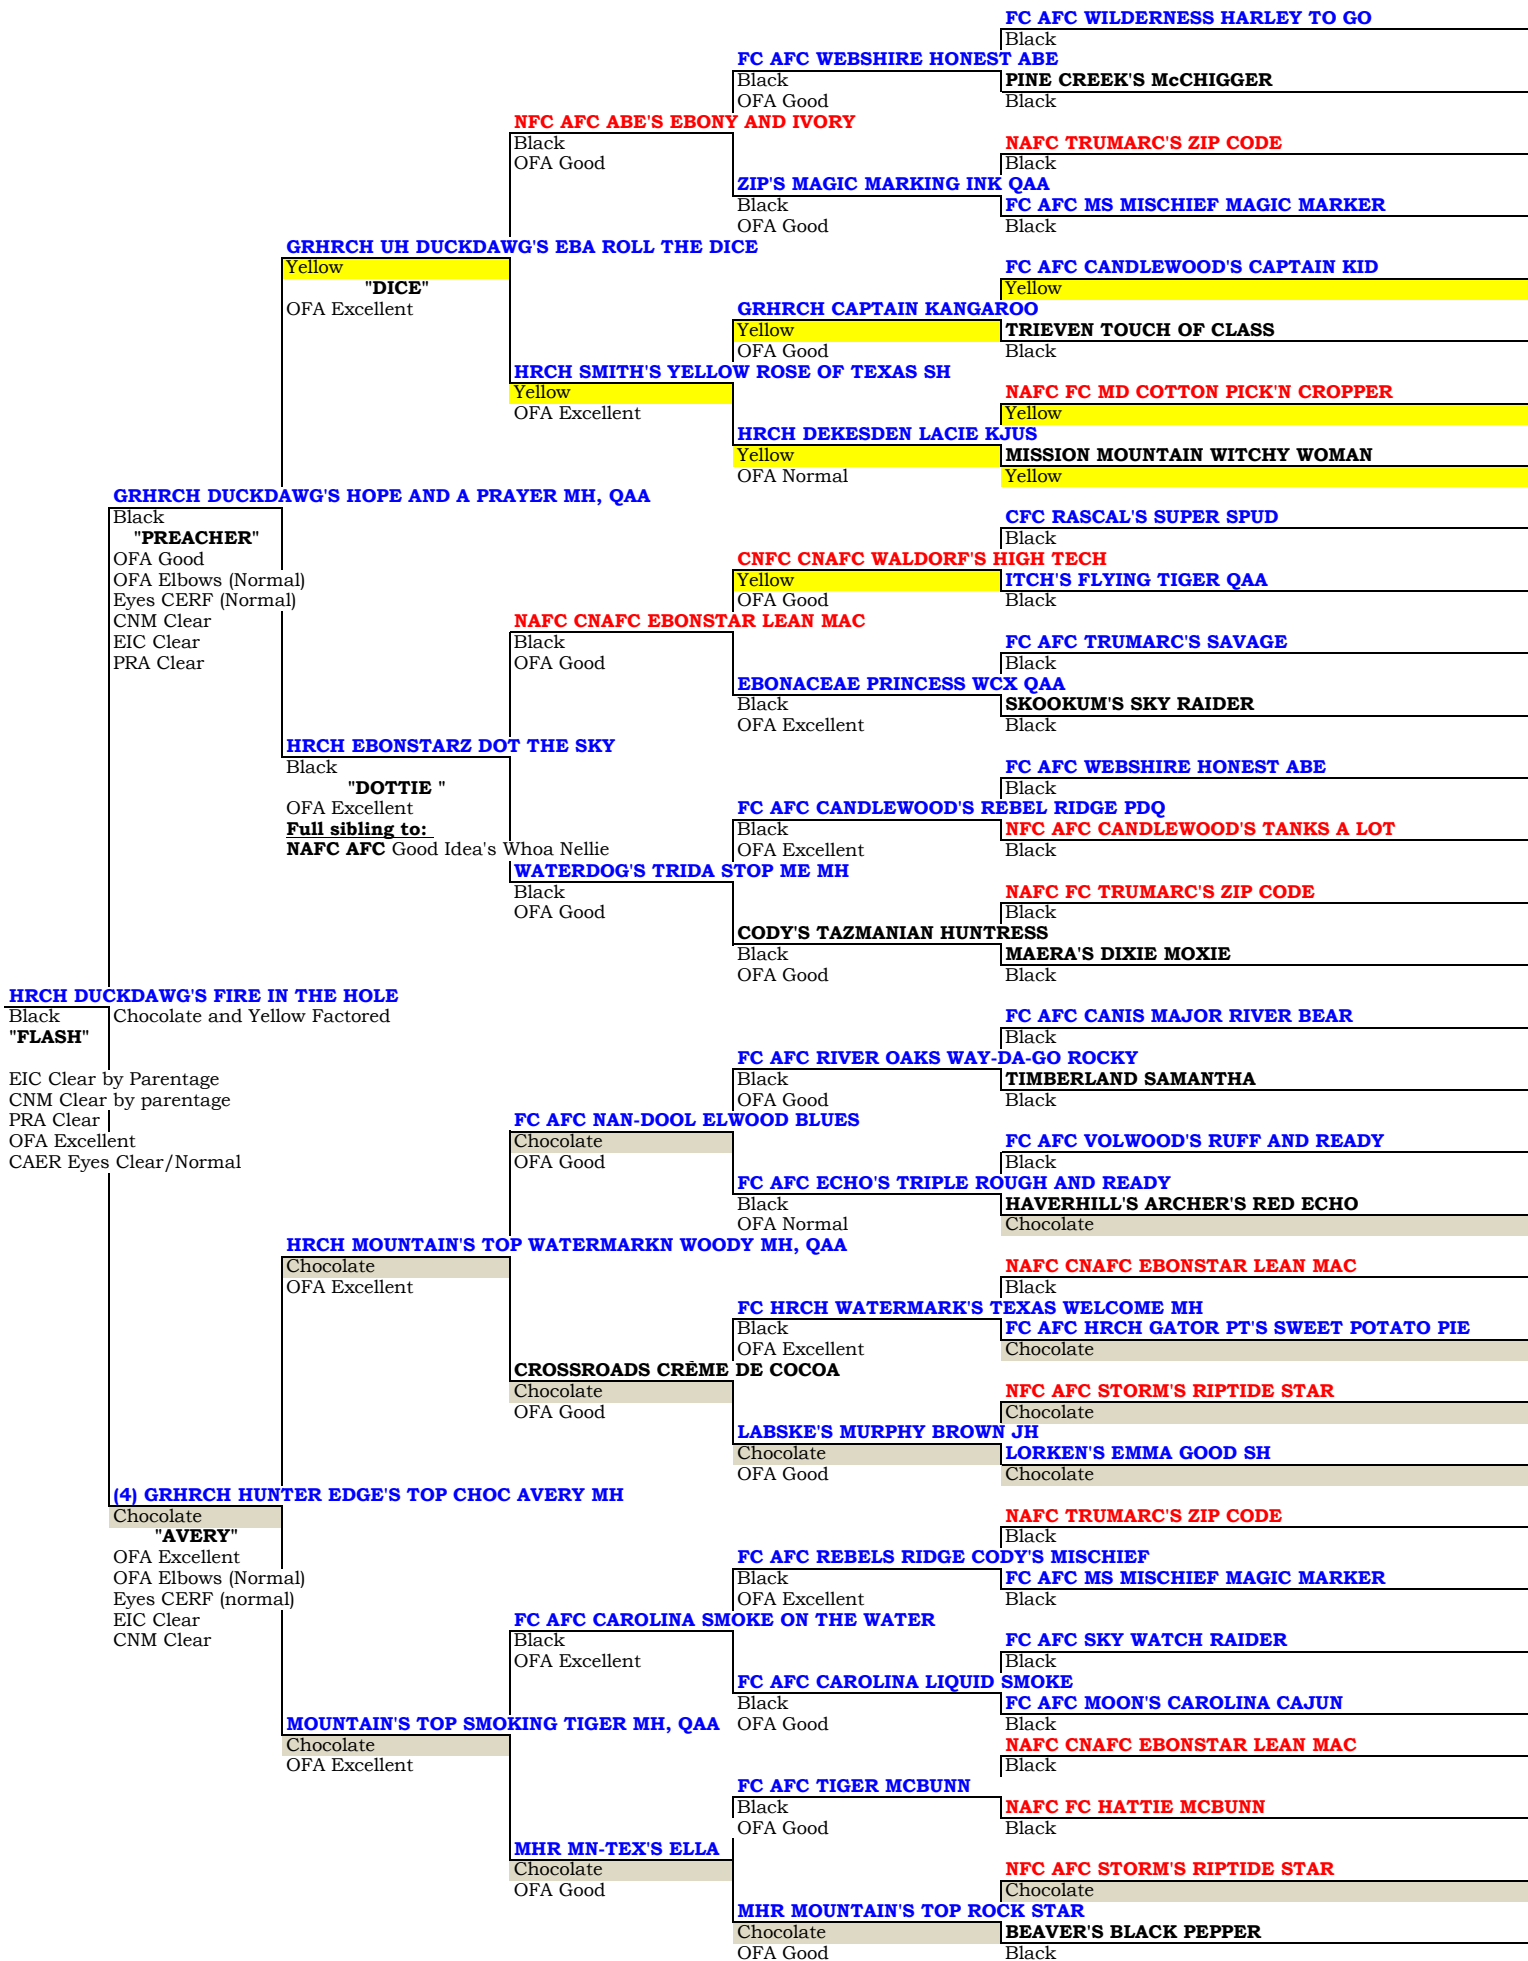 FC AFC WILDERNESS HARLEY TO GO
Black
FC AFC WEBSHIRE HONEST ABE
Black
PINE CREEK'S McCHIGGER
OFA Good
Black
NFC AFC ABE'S EBONY AND IVORY
Black
NAFC TRUMARC'S ZIP CODE
OFA Good
Black
ZIP'S MAGIC MARKING INK QAA
Black
FC AFC MS MISCHIEF MAGIC MARKER
OFA Good
Black
GRHRCH UH DUCKDAWG'S EBA ROLL THE DICE
Yellow
FC AFC CANDLEWOOD'S CAPTAIN KID
"DICE"
Yellow
OFA Excellent
GRHRCH CAPTAIN KANGAROO
Yellow
TRIEVEN TOUCH OF CLASS
OFA Good
Black
HRCH SMITH'S YELLOW ROSE OF TEXAS SH
Yellow
NAFC FC MD COTTON PICK'N CROPPER
OFA Excellent
Yellow
HRCH DEKESDEN LACIE KJUS
Yellow
MISSION MOUNTAIN WITCHY WOMAN
OFA Normal
Yellow
GRHRCH DUCKDAWG'S HOPE AND A PRAYER MH, QAA
Black
CFC RASCAL'S SUPER SPUD
"PREACHER"
Black
OFA Good
CNFC CNAFC WALDORF'S HIGH TECH
OFA Elbows (Normal)
Yellow
ITCH'S FLYING TIGER QAA
Eyes CERF (Normal)
OFA Good
Black
CNM Clear
NAFC CNAFC EBONSTAR LEAN MAC
EIC Clear
Black
FC AFC TRUMARC'S SAVAGE
PRA Clear
OFA Good
Black
EBONACEAE PRINCESS WCX QAA
Black
SKOOKUM'S SKY RAIDER
OFA Excellent
Black
HRCH EBONSTARZ DOT THE SKY
Black
FC AFC WEBSHIRE HONEST ABE
"DOTTIE "
Black
OFA Excellent
FC AFC CANDLEWOOD'S REBEL RIDGE PDQ
Full sibling to:
Black
NFC AFC CANDLEWOOD'S TANKS A LOT
NAFC AFC Good Idea's Whoa Nellie
OFA Excellent
Black
WATERDOG'S TRIDA STOP ME MH
Black
NAFC FC TRUMARC'S ZIP CODE
OFA Good
Black
CODY'S TAZMANIAN HUNTRESS
Black
MAERA'S DIXIE MOXIE
OFA Good
Black
HRCH DUCKDAWG'S FIRE IN THE HOLE
Black
Chocolate and Yellow Factored
FC AFC CANIS MAJOR RIVER BEAR
"FLASH"
Black
FC AFC RIVER OAKS WAY-DA-GO ROCKY
EIC Clear by Parentage
Black
TIMBERLAND SAMANTHA
CNM Clear by parentage
OFA Good
Black
PRA Clear
FC AFC NAN-DOOL ELWOOD BLUES
OFA Excellent
Chocolate
FC AFC VOLWOOD'S RUFF AND READY
CAER Eyes Clear/Normal
OFA Good
Black
FC AFC ECHO'S TRIPLE ROUGH AND READY
Black
HAVERHILL'S ARCHER'S RED ECHO
OFA Normal
Chocolate
HRCH MOUNTAIN'S TOP WATERMARKN WOODY MH, QAA
Chocolate
NAFC CNAFC EBONSTAR LEAN MAC
OFA Excellent
Black
FC HRCH WATERMARK'S TEXAS WELCOME MH
Black
FC AFC HRCH GATOR PT'S SWEET POTATO PIE
OFA Excellent
Chocolate
CROSSROADS CRÈME DE COCOA
Chocolate
NFC AFC STORM'S RIPTIDE STAR
OFA Good
Chocolate
LABSKE'S MURPHY BROWN JH
Chocolate
LORKEN'S EMMA GOOD SH
OFA Good
Chocolate
(4) GRHRCH HUNTER EDGE'S TOP CHOC AVERY MH
Chocolate
NAFC TRUMARC'S ZIP CODE
"AVERY"
Black
OFA Excellent
FC AFC REBELS RIDGE CODY'S MISCHIEF
OFA Elbows (Normal)
Black
FC AFC MS MISCHIEF MAGIC MARKER
Eyes CERF (normal)
OFA Excellent
Black
EIC Clear
FC AFC CAROLINA SMOKE ON THE WATER
CNM Clear
Black
FC AFC SKY WATCH RAIDER
OFA Excellent
Black
FC AFC CAROLINA LIQUID SMOKE
Black
FC AFC MOON'S CAROLINA CAJUN
MOUNTAIN'S TOP SMOKING TIGER MH, QAA
OFA Good
Black
Chocolate
NAFC CNAFC EBONSTAR LEAN MAC
OFA Excellent
Black
FC AFC TIGER MCBUNN
Black
NAFC FC HATTIE MCBUNN
OFA Good
Black
MHR MN-TEX'S ELLA
Chocolate
NFC AFC STORM'S RIPTIDE STAR
OFA Good
Chocolate
MHR MOUNTAIN'S TOP ROCK STAR
Chocolate
BEAVER'S BLACK PEPPER
OFA Good
Black